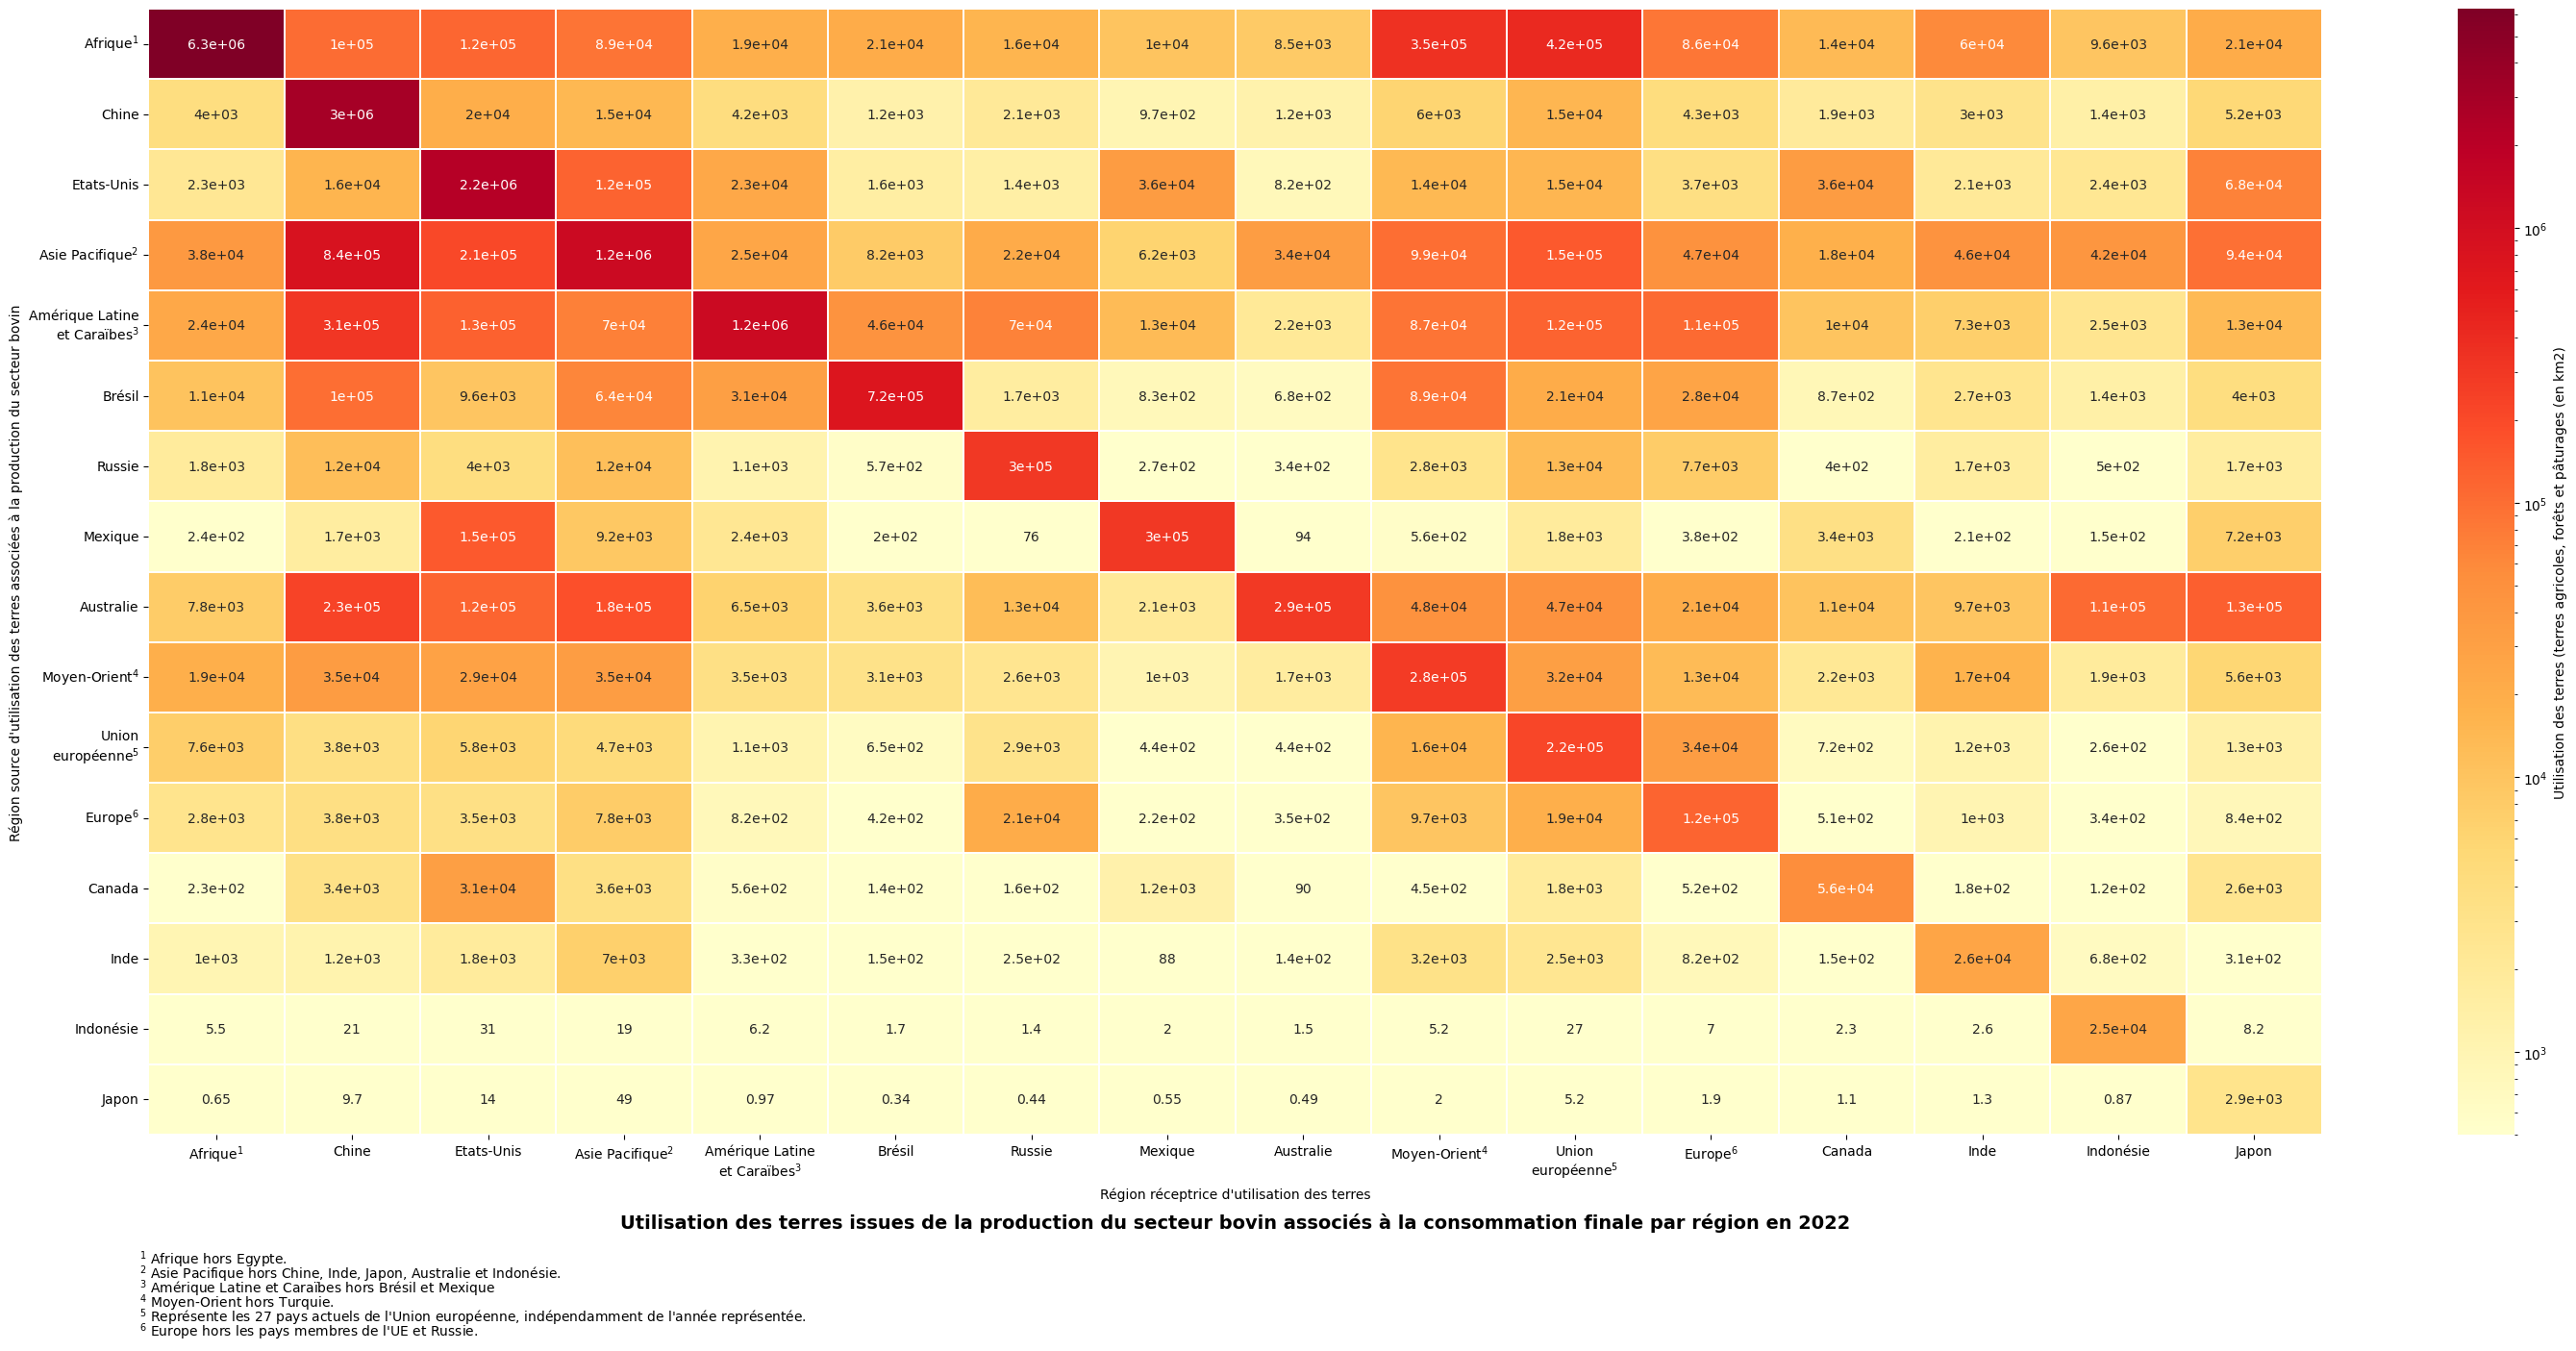 Afrique¹ 6.3e+06 1e+05 1.2e+05 8.9e+04 1.9e+04 2.1e+04 1.6e+04 1e+04 8.5e+03 3.5e+05 4.2e+05 8.6e+04 1.4e+04 6e+04 9.6e+03 2.1e+04
Chine 4e+03 3e+06 2e+04 1.5e+04 4.2e+03 1.2e+03 2.1e+03 9.7e+02 1.2e+03 6e+03 1.5e+04 4.3e+03 1.9e+03 3e+03 1.4e+03 5.2e+03
Etats-Unis 2.3e+03 1.6e+04 2.2e+06 1.2e+05 2.3e+04 1.6e+03 1.4e+03 3.6e+04 8.2e+02 1.4e+04 1.5e+04 3.7e+03 3.6e+04 2.1e+03 2.4e+03 6.8e+04
Asie Pacifique² 3.8e+04 8.4e+05 2.1e+05 1.2e+06 2.5e+04 8.2e+03 2.2e+04 6.2e+03 3.4e+04 9.9e+04 1.5e+05 4.7e+04 1.8e+04 4.6e+04 4.2e+04 9.4e+04
Amérique Latine
et Caraïbes³ 2.4e+04 3.1e+05 1.3e+05 7e+04 1.2e+06 4.6e+04 7e+04 1.3e+04 2.2e+03 8.7e+04 1.2e+05 1.1e+05 1e+04 7.3e+03 2.5e+03 1.3e+04
Brésil 1.1e+04 1e+05 9.6e+03 6.4e+04 3.1e+04 7.2e+05 1.7e+03 8.3e+02 6.8e+02 8.9e+04 2.1e+04 2.8e+04 8.7e+02 2.7e+03 1.4e+03 4e+03
Russie 1.8e+03 1.2e+04 4e+03 1.2e+04 1.1e+03 5.7e+02 3e+05 2.7e+02 3.4e+02 2.8e+03 1.3e+04 7.7e+03 4e+02 1.7e+03 5e+02 1.7e+03
Mexique 2.4e+02 1.7e+03 1.5e+05 9.2e+03 2.4e+03 2e+02 76 3e+05 94 5.6e+02 1.8e+03 3.8e+02 3.4e+03 2.1e+02 1.5e+02 7.2e+03
Australie 7.8e+03 2.3e+05 1.2e+05 1.8e+05 6.5e+03 3.6e+03 1.3e+04 2.1e+03 2.9e+05 4.8e+04 4.7e+04 2.1e+04 1.1e+04 9.7e+03 1.1e+05 1.3e+05
Moyen-Orient⁴ 1.9e+04 3.5e+04 2.9e+04 3.5e+04 3.5e+03 3.1e+03 2.6e+03 1e+03 1.7e+03 2.8e+05 3.2e+04 1.3e+04 2.2e+03 1.7e+04 1.9e+03 5.6e+03
Union
européenne⁵ 7.6e+03 3.8e+03 5.8e+03 4.7e+03 1.1e+03 6.5e+02 2.9e+03 4.4e+02 4.4e+02 1.6e+04 2.2e+05 3.4e+04 7.2e+02 1.2e+03 2.6e+02 1.3e+03
Europe⁶ 2.8e+03 3.8e+03 3.5e+03 7.8e+03 8.2e+02 4.2e+02 2.1e+04 2.2e+02 3.5e+02 9.7e+03 1.9e+04 1.2e+05 5.1e+02 1e+03 3.4e+02 8.4e+02
Canada 2.3e+02 3.4e+03 3.1e+04 3.6e+03 5.6e+02 1.4e+02 1.6e+02 1.2e+03 90 4.5e+02 1.8e+03 5.2e+02 5.6e+04 1.8e+02 1.2e+02 2.6e+03
Inde 1e+03 1.2e+03 1.8e+03 7e+03 3.3e+02 1.5e+02 2.5e+02 88 1.4e+02 3.2e+03 2.5e+03 8.2e+02 1.5e+02 2.6e+04 6.8e+02 3.1e+02
Indonésie 5.5 21 31 19 6.2 1.7 1.4 2 1.5 5.2 27 7 2.3 2.6 2.5e+04 8.2
Japon 0.65 9.7 14 49 0.97 0.34 0.44 0.55 0.49 2 5.2 1.9 1.1 1.3 0.87 2.9e+03
Afrique¹ Chine Etats-Unis Asie Pacifique² Amérique Latine Brésil Russie Mexique Australie Moyen-Orient⁴ Union Europe⁶ Canada Inde Indonésie Japon
et Caraïbes³ européenne⁵
Région source d'utilisation des terres associées à la production du secteur bovin
Région réceptrice d'utilisation des terres
10⁶
10⁵
10⁴
10³
Utilisation des terres (terres agricoles, forêts et pâturages (en km2)
Utilisation des terres issues de la production du secteur bovin associés à la consommation finale par région en 2022
¹ Afrique hors Egypte.
² Asie Pacifique hors Chine, Inde, Japon, Australie et Indonésie.
³ Amérique Latine et Caraïbes hors Brésil et Mexique
⁴ Moyen-Orient hors Turquie.
⁵ Représente les 27 pays actuels de l'Union européenne, indépendamment de l'année représentée.
⁶ Europe hors les pays membres de l'UE et Russie.